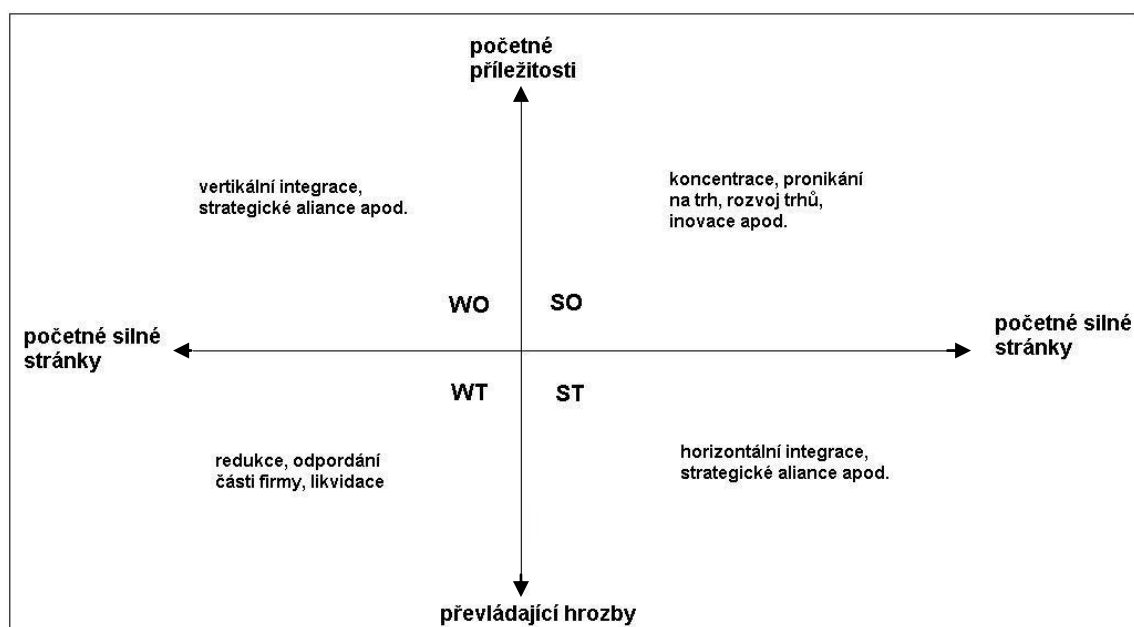 početné
příležitosti
vertikální integrace,
strategické aliance apod.
koncentrace, pronikání
na trh, rozvoj trhů,
inovace apod.
WO
SO
početné silné
stránky
početné silné
stránky
WT
ST
redukce, odpordání
části firmy, likvidace
horizontální integrace,
strategické aliance apod.
převládající hrozby